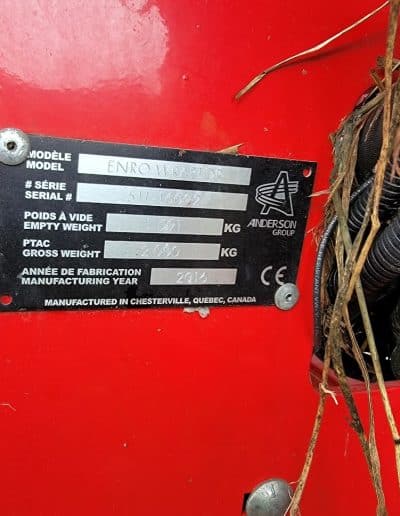 MODÈLE
MODEL
# SÉRIE
SERIAL #
POIDS À VIDE
EMPTY WEIGHT
KG
PTAC
GROSS WEIGHT
KG
ANNÉE DE FABRICATION
MANUFACTURING YEAR
2014
ANDERSON
GROUP
CE
MANUFACTURED IN CHESTERVILLE, QUEBEC, CANADA